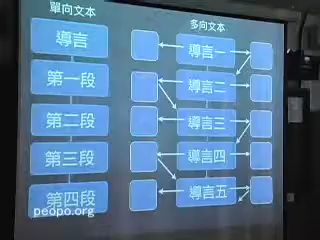 單向文本
導言
第一段
第二段
第三段
第四段
多向文本
導言一
導言二
導言三
導言四
導言五
peopo.org